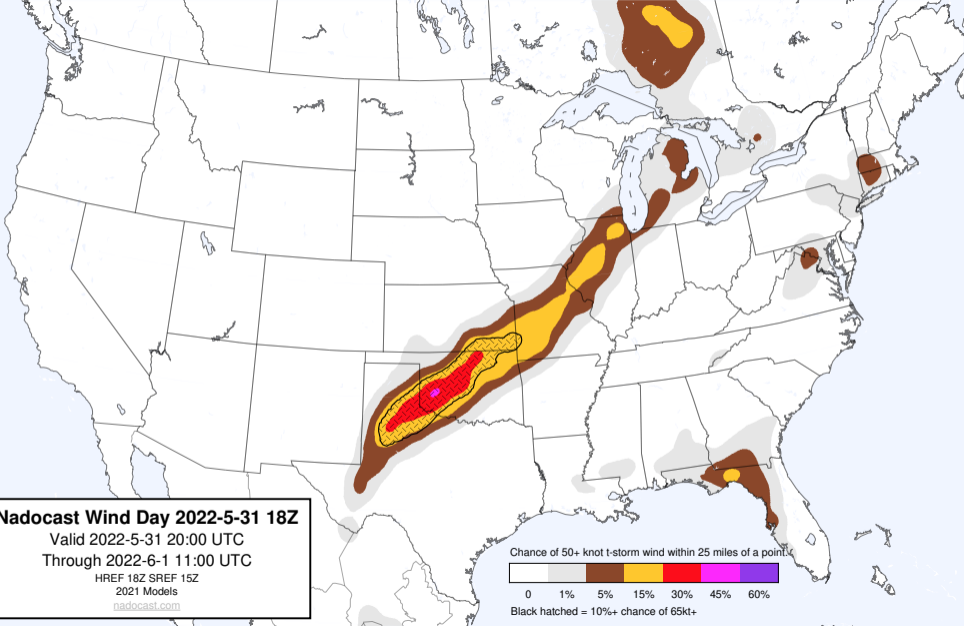 Nadocast Wind Day 2022-5-31 18Z
Valid 2022-5-31 20:00 UTC
Through 2022-6-1 11:00 UTC
HREF 18Z SREF 15Z
2021 Models
nadocast.com
Chance of 50+ knot t-storm wind within 25 miles of a point.
0 1% 5% 15% 30% 45% 60%
Black hatched = 10%+ chance of 65kt+